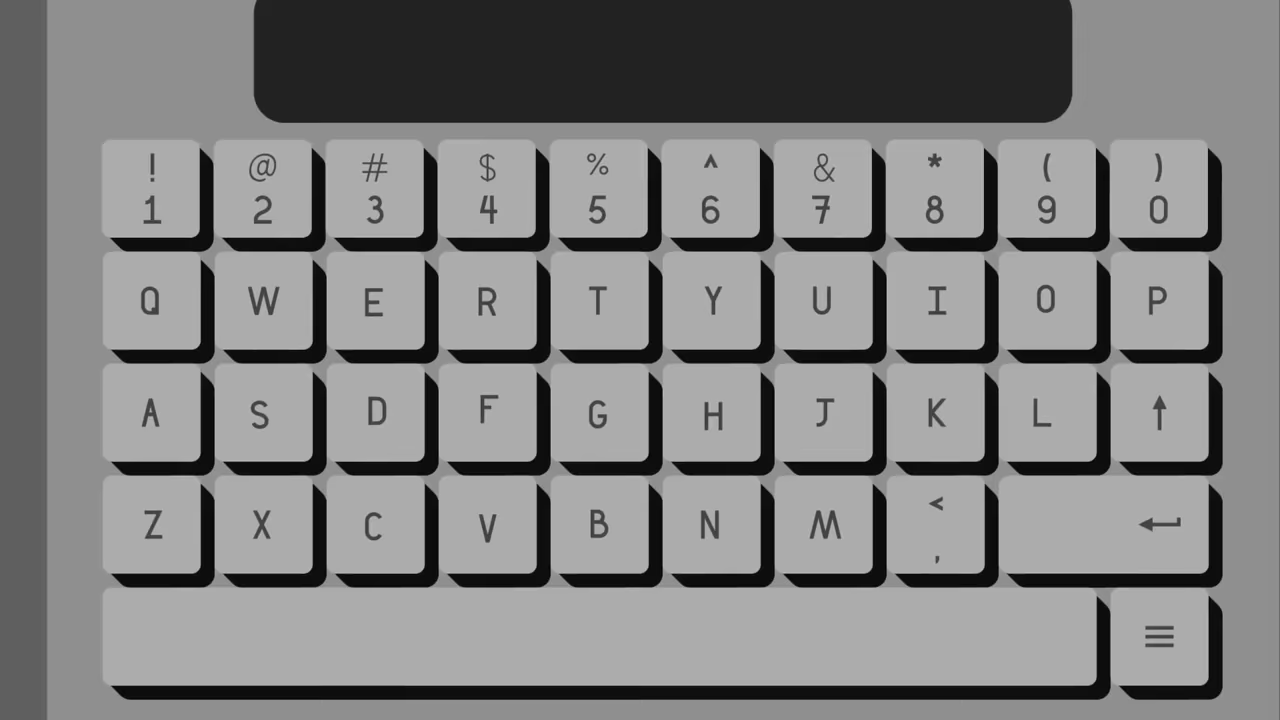 ! @ # $ % ^ & * ( )
1 2 3 4 5 6 7 8 9 0
Q W E R T Y U I O P
A S D F G H J K L ↑
Z X C V B N M < ←
,
≡